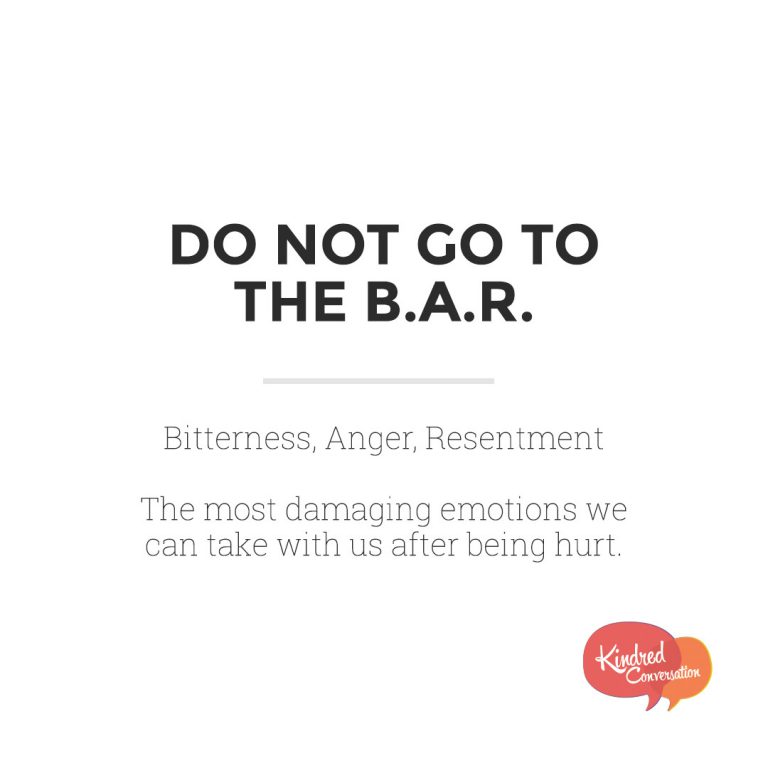 DO NOT GO TO
THE B.A.R.
Bitterness, Anger, Resentment
The most damaging emotions we
can take with us after being hurt.
Kindred
Conversation